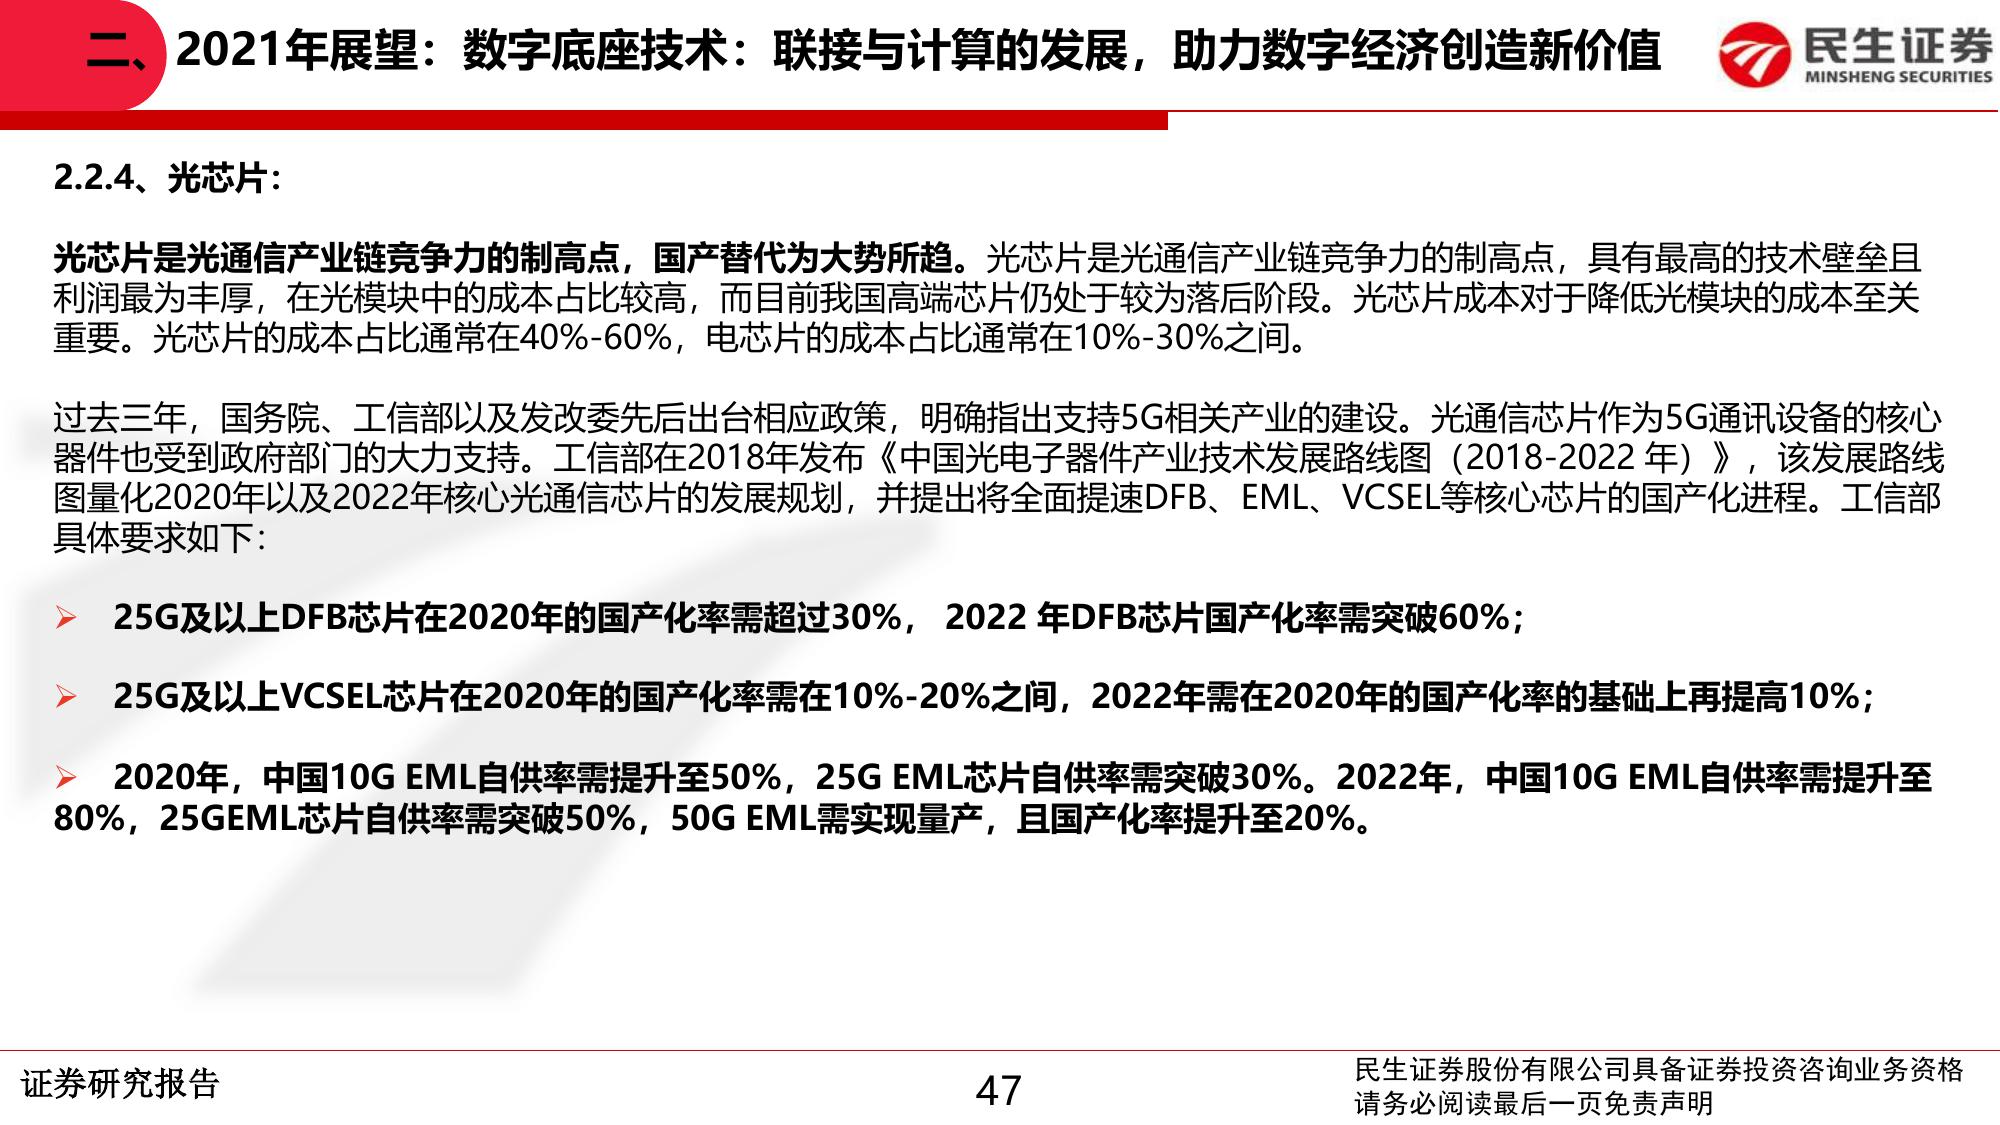 二、2021年展望：数字底座技术：联接与计算的发展，助力数字经济创造新价值
民生证券
MINSHENG SECURITIES
2.2.4、光芯片：
光芯片是光通信产业链竞争力的制高点，国产替代为大势所趋。光芯片是光通信产业链竞争力的制高点，具有最高的技术壁垒且
利润最为丰厚，在光模块中的成本占比较高，而目前我国高端芯片仍处于较为落后阶段。光芯片成本对于降低光模块的成本至关
重要。光芯片的成本占比通常在40%-60%，电芯片的成本占比通常在10%-30%之间。
过去三年，国务院、工信部以及发改委先后出台相应政策，明确指出支持5G相关产业的建设。光通信芯片作为5G通讯设备的核心
器件也受到政府部门的大力支持。工信部在2018年发布《中国光电子器件产业技术发展路线图（2018-2022 年）》，该发展路线
图量化2020年以及2022年核心光通信芯片的发展规划，并提出将全面提速DFB、EML、VCSEL等核心芯片的国产化进程。工信部
具体要求如下：
➢ 25G及以上DFB芯片在2020年的国产化率需超过30%， 2022 年DFB芯片国产化率需突破60%；
➢ 25G及以上VCSEL芯片在2020年的国产化率需在10%-20%之间，2022年需在2020年的国产化率的基础上再提高10%；
➢ 2020年，中国10G EML自供率需提升至50%，25G EML芯片自供率需突破30%。2022年，中国10G EML自供率需提升至
80%，25GEML芯片自供率需突破50%，50G EML需实现量产，且国产化率提升至20%。
证券研究报告
47
民生证券股份有限公司具备证券投资咨询业务资格
请务必阅读最后一页免责声明